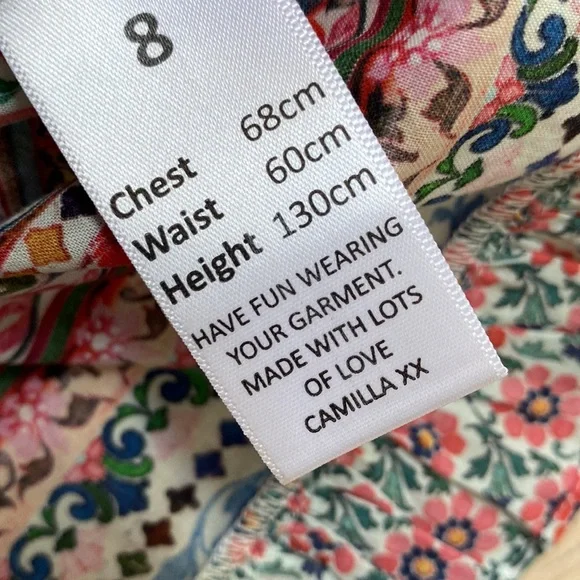 8
Chest 68cm
Waist 60cm
Height 130cm
HAVE FUN WEARING
YOUR GARMENT.
MADE WITH LOTS
OF LOVE
CAMILLA XX